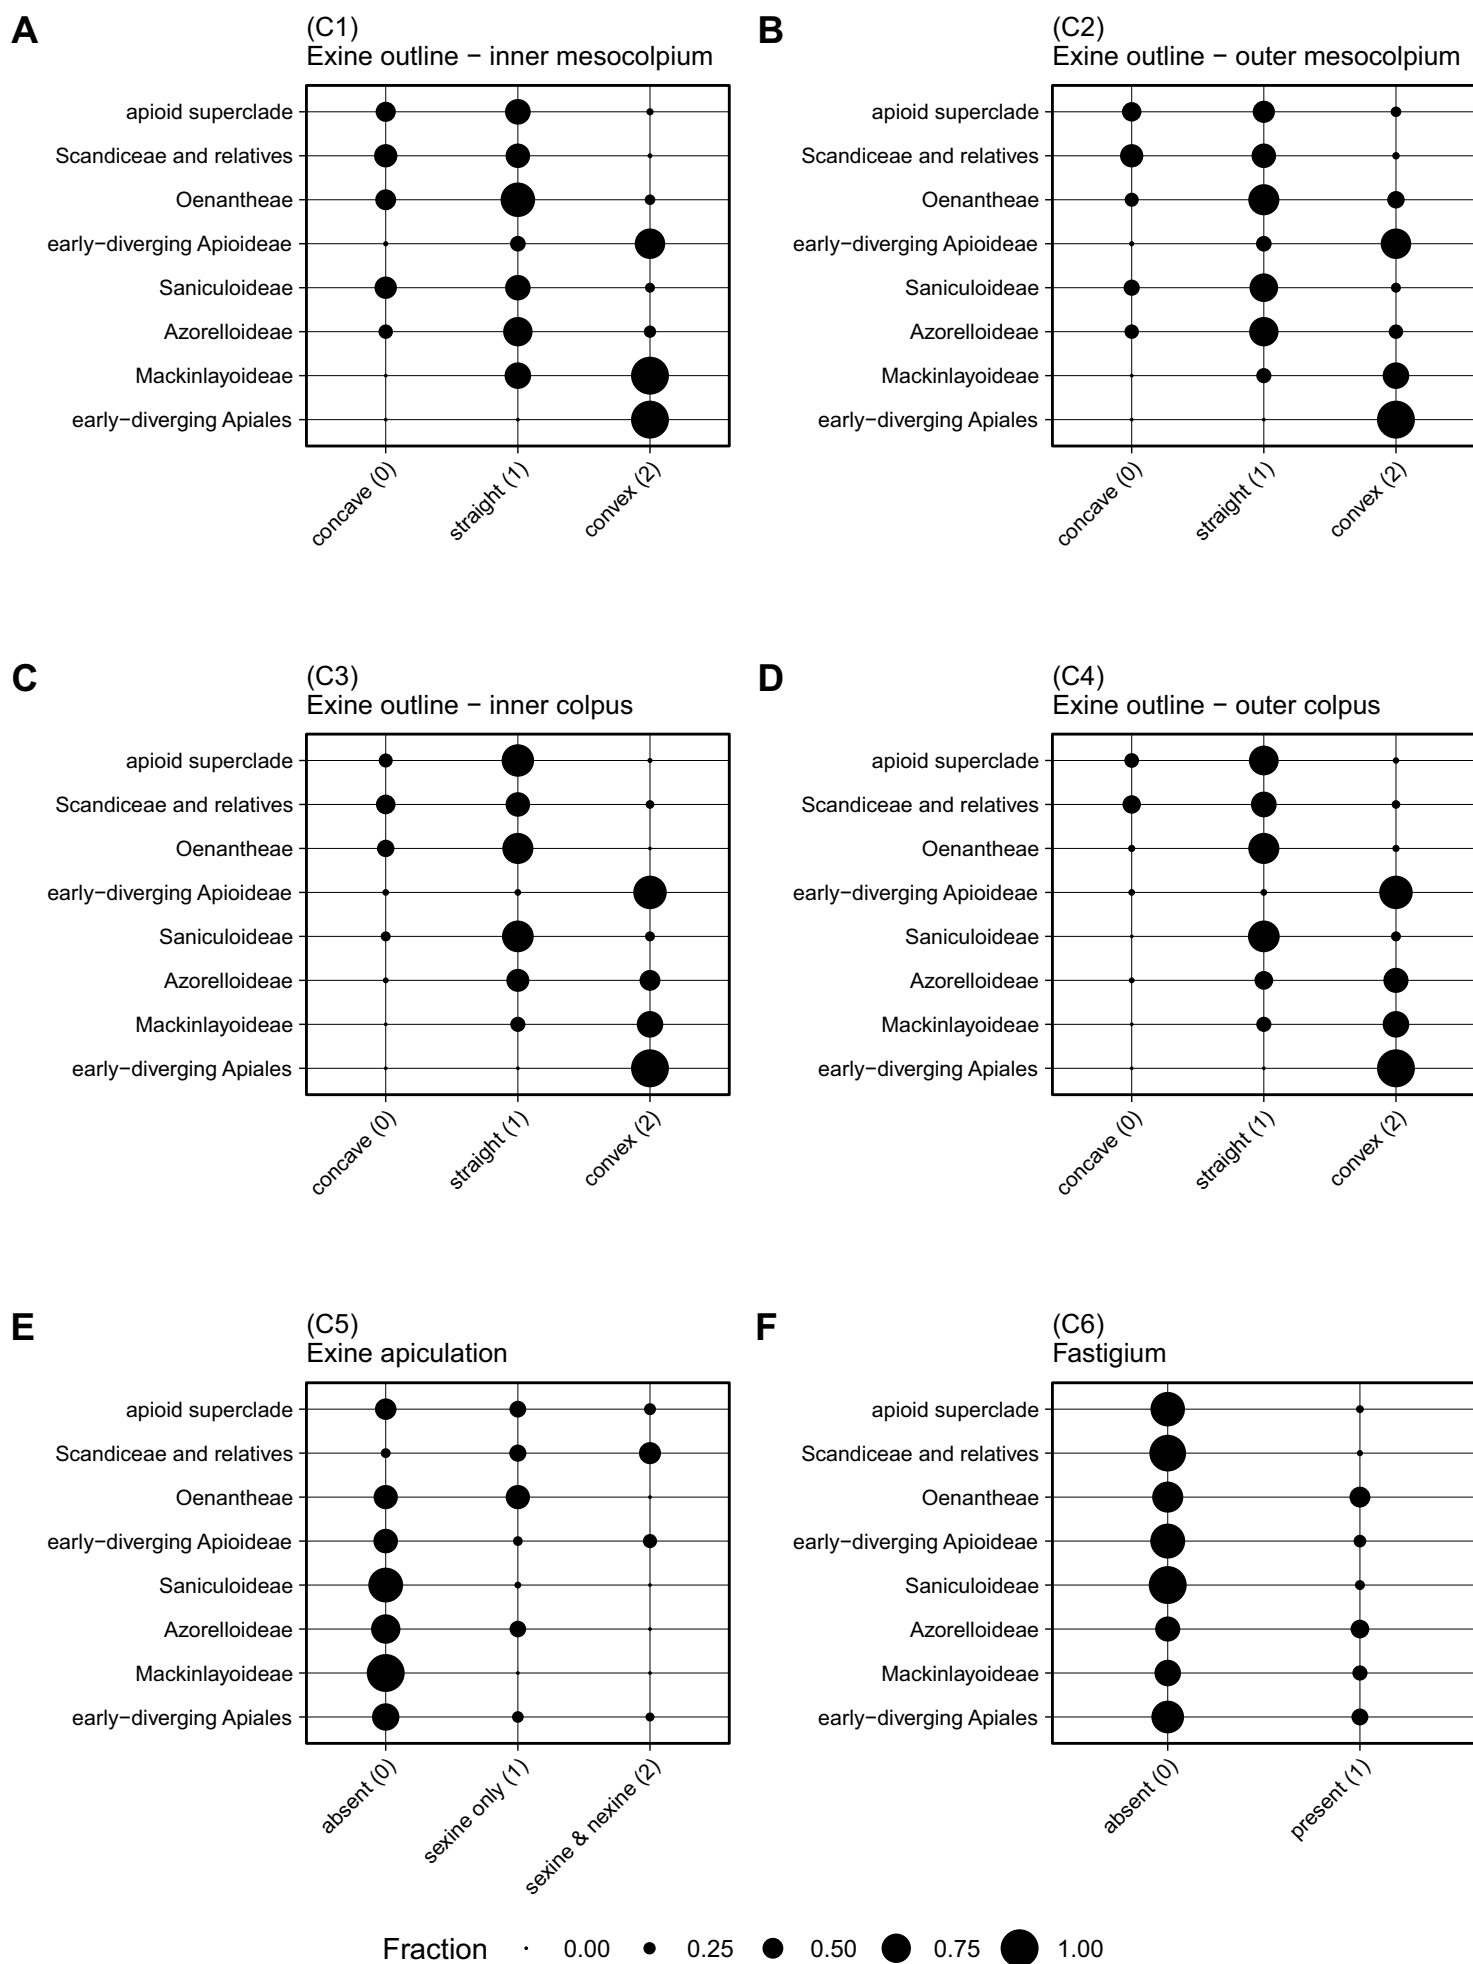 A
(C1)
Exine outline − inner mesocolpium
apioid superclade
Scandiceae and relatives
Oenantheae
early−diverging Apioideae
Saniculoideae
Azorelloideae
Mackinlayoideae
early−diverging Apiales
concave (0)
straight (1)
convex (2)
B
(C2)
Exine outline − outer mesocolpium
apioid superclade
Scandiceae and relatives
Oenantheae
early−diverging Apioideae
Saniculoideae
Azorelloideae
Mackinlayoideae
early−diverging Apiales
concave (0)
straight (1)
convex (2)
C
(C3)
Exine outline − inner colpus
apioid superclade
Scandiceae and relatives
Oenantheae
early−diverging Apioideae
Saniculoideae
Azorelloideae
Mackinlayoideae
early−diverging Apiales
concave (0)
straight (1)
convex (2)
D
(C4)
Exine outline − outer colpus
apioid superclade
Scandiceae and relatives
Oenantheae
early−diverging Apioideae
Saniculoideae
Azorelloideae
Mackinlayoideae
early−diverging Apiales
concave (0)
straight (1)
convex (2)
E
(C5)
Exine apiculation
apioid superclade
Scandiceae and relatives
Oenantheae
early−diverging Apioideae
Saniculoideae
Azorelloideae
Mackinlayoideae
early−diverging Apiales
absent (0)
sexine only (1)
sexine & nexine (2)
F
(C6)
Fastigium
apioid superclade
Scandiceae and relatives
Oenantheae
early−diverging Apioideae
Saniculoideae
Azorelloideae
Mackinlayoideae
early−diverging Apiales
absent (0)
present (1)
Fraction 0.00 0.25 0.50 0.75 1.00